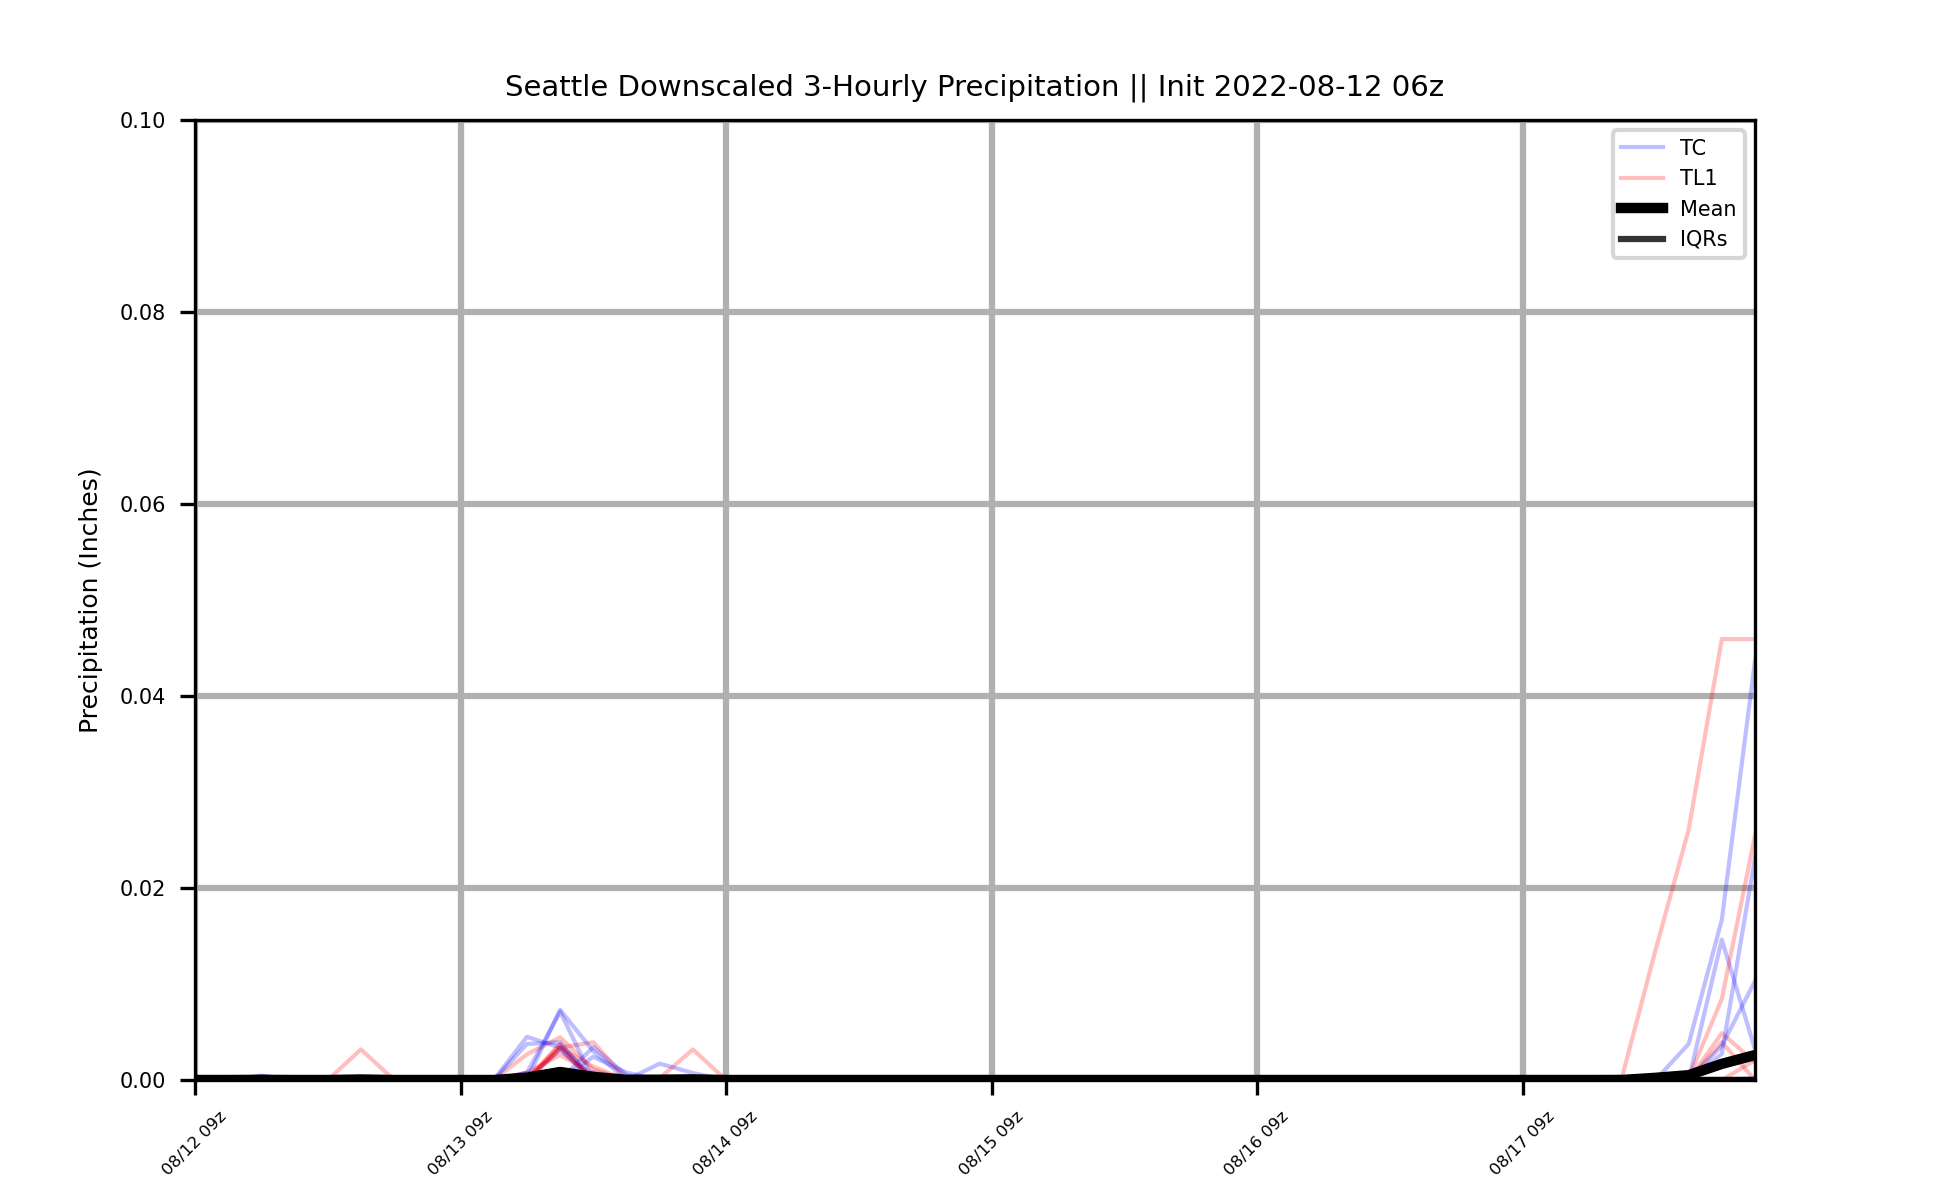 Seattle Downscaled 3-Hourly Precipitation || Init 2022-08-12 06z
TC
TL1
Mean
IQRs
Precipitation (Inches)
0.10
0.08
0.06
0.04
0.02
0.00
08/12 09z
08/13 09z
08/14 09z
08/15 09z
08/16 09z
08/17 09z